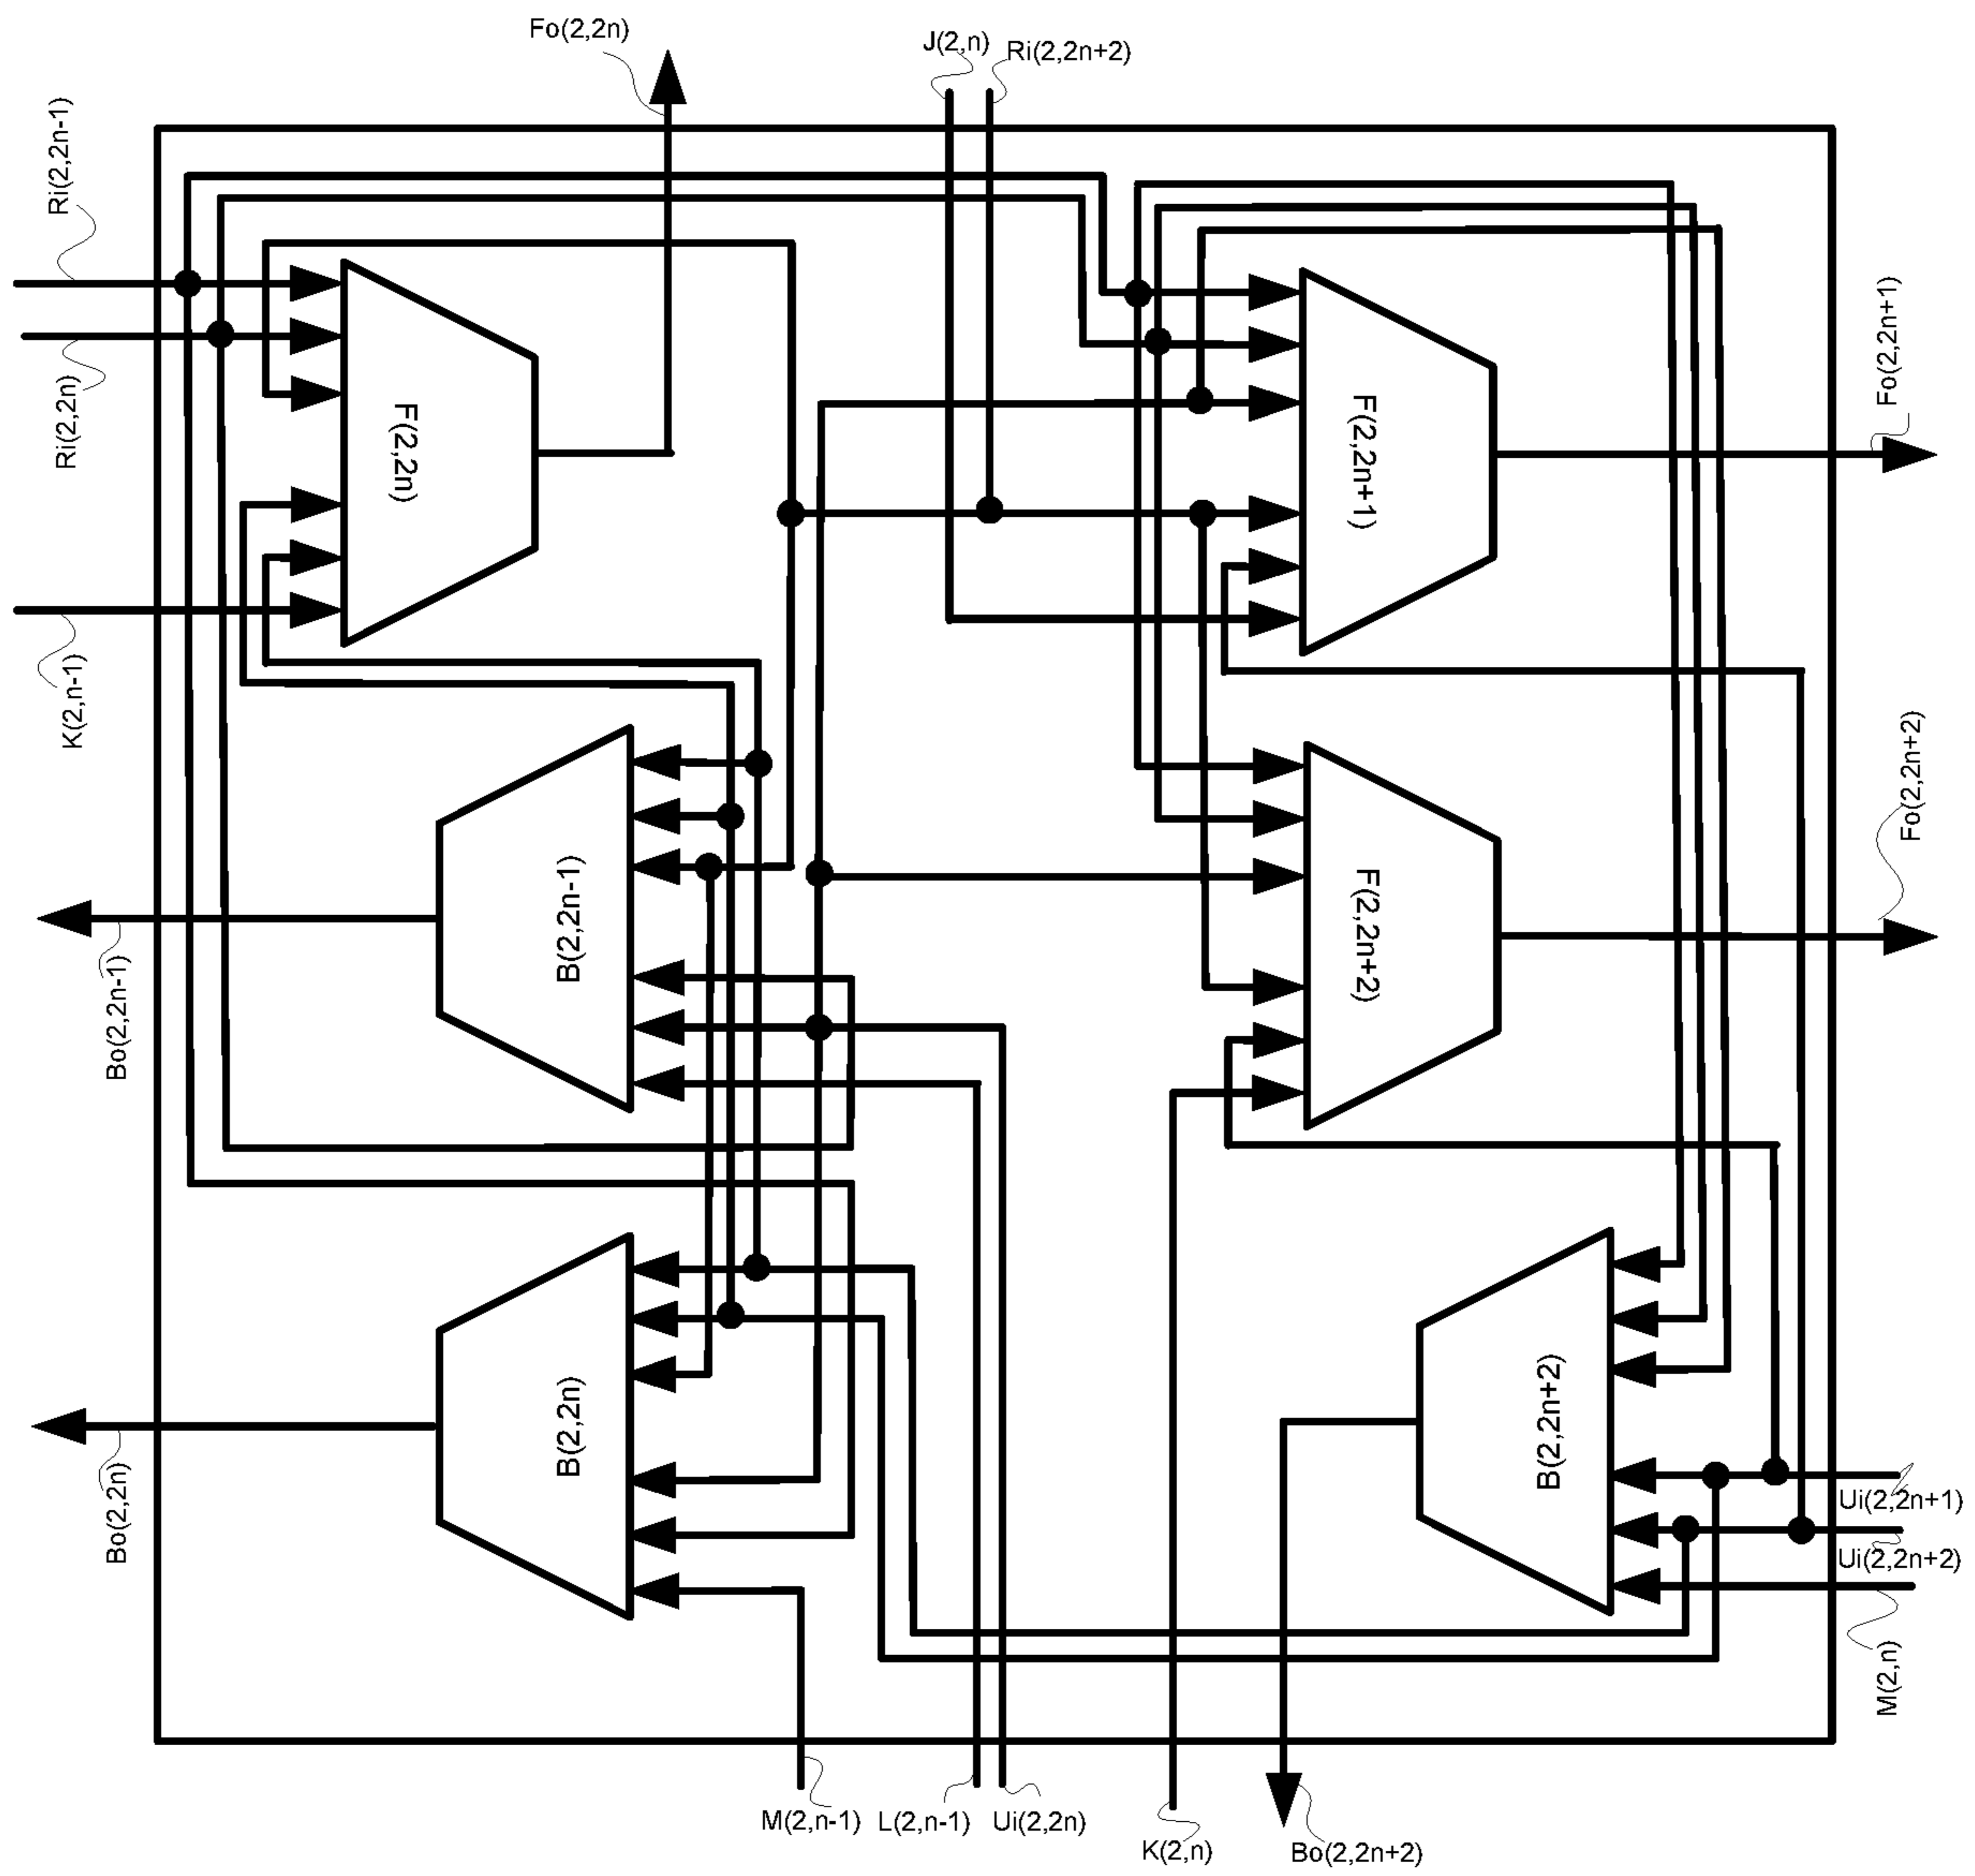 Fo(2,2n)
J(2,n)
Ri(2,2n+2)
Ri(2,2n-1)
Ri(2,2n)
K(2,n-1)
F(2,2n)
F(2,2n+1)
Fo(2,2n+1)
B(2,2n-1)
F(2,2n+2)
Fo(2,2n+2)
Bo(2,2n-1)
B(2,2n)
B(2,2n+2)
Bo(2,2n)
Ui(2,2n+1)
Ui(2,2n+2)
M(2,n)
M(2,n-1)
L(2,n-1)
Ui(2,2n)
K(2,n)
Bo(2,2n+2)